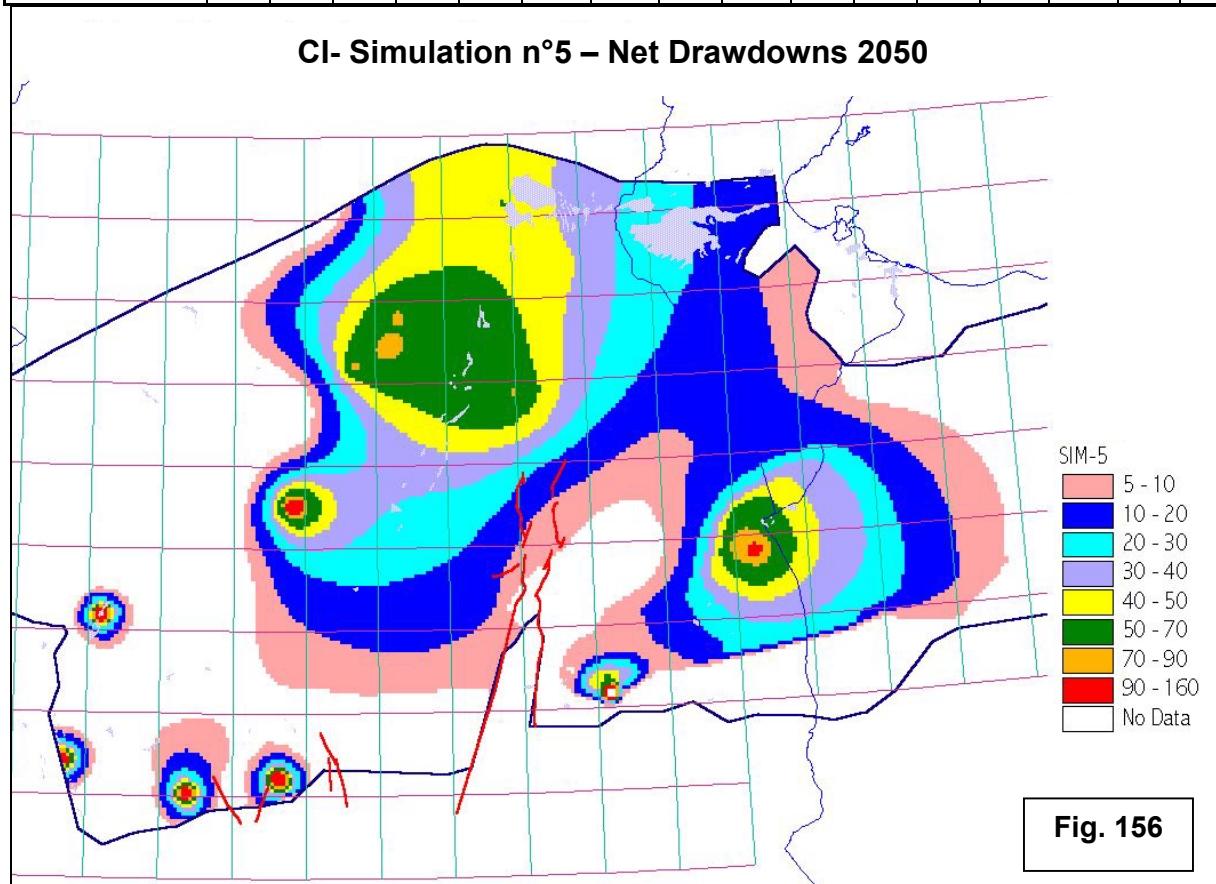 CI- Simulation n°5 – Net Drawdowns 2050
SIM-5
5 - 10
10 - 20
20 - 30
30 - 40
40 - 50
50 - 70
70 - 90
90 - 160
No Data
Fig. 156